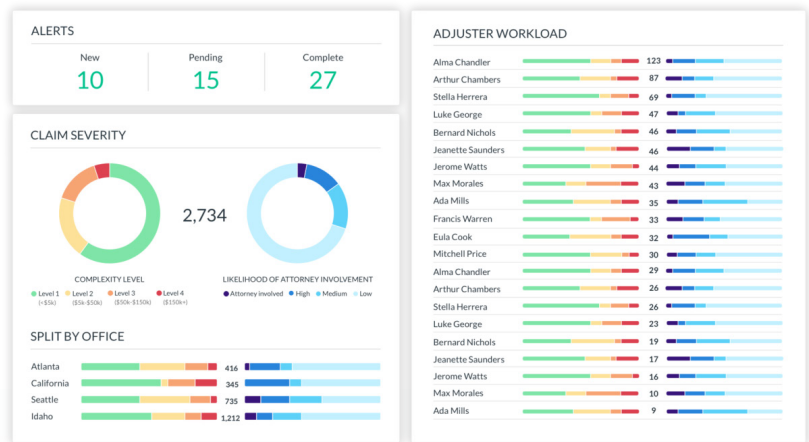 ALERTS
New Pending Complete
10 15 27
CLAIM SEVERITY
2,734
COMPLEXITY LEVEL
Level 1 Level 2 Level 3 Level 4
(<$5k) ($5k-$50k) ($50k-$150k) ($150k+)
LIKELIHOOD OF ATTORNEY INVOLVEMENT
Attorney involved High Medium Low
SPLIT BY OFFICE
Atlanta 416
California 345
Seattle 735
Idaho 1,212
ADJUSTER WORKLOAD
Alma Chandler 123
Arthur Chambers 87
Stella Herrera 69
Luke George 47
Bernard Nichols 46
Jeanette Saunders 46
Jerome Watts 44
Max Morales 43
Ada Mills 35
Francis Warren 33
Eula Cook 32
Mitchell Price 30
Alma Chandler 29
Arthur Chambers 26
Stella Herrera 26
Luke George 23
Bernard Nichols 19
Jeanette Saunders 17
Jerome Watts 16
Max Morales 10
Ada Mills 9